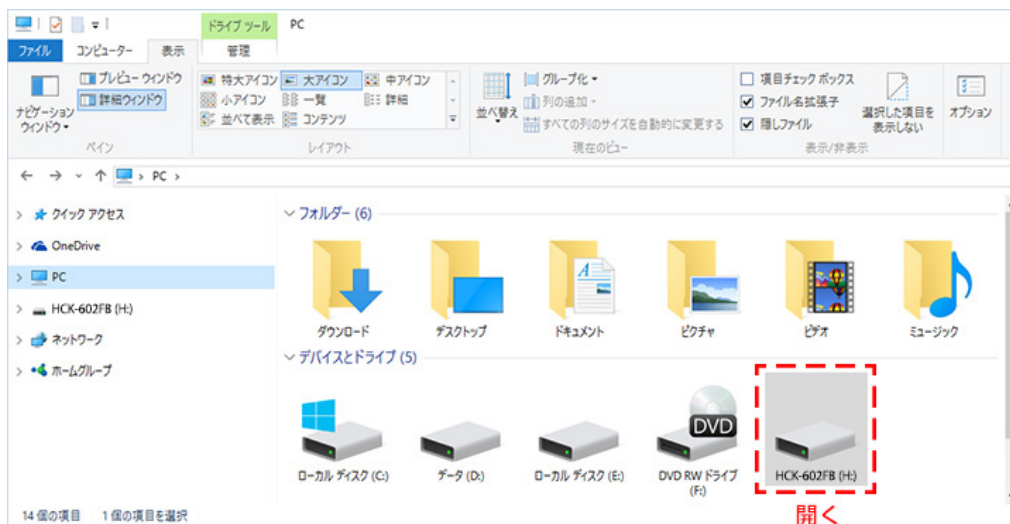 ドライブ ツール PC
ファイル コンピューター 表示 管理
ナビゲーション ウィンドウ
プレビュー ウィンドウ
詳細ウィンドウ
ペイン
特大アイコン 大アイコン 中アイコン
小アイコン 一覧 詳細
並べて表示 コンテンツ
レイアウト
並べ替え
グループ化
列の追加
すべての列のサイズを自動的に変更する
現在のビュー
項目チェック ボックス
ファイル名拡張子
隠しファイル
選択した項目を
表示しない
表示/非表示
オプション
PC
クイック アクセス
OneDrive
PC
HCK-602FB (H:)
ネットワーク
ホームグループ
フォルダー (6)
ダウンロード デスクトップ ドキュメント ピクチャ ビデオ ミュージック
デバイスとドライブ (5)
DVD
ローカル ディスク (C:) データ (D:) ローカル ディスク (E:) DVD RW ドライブ (F:) HCK-602FB (H:)
開く
14 個の項目 1 個の項目を選択